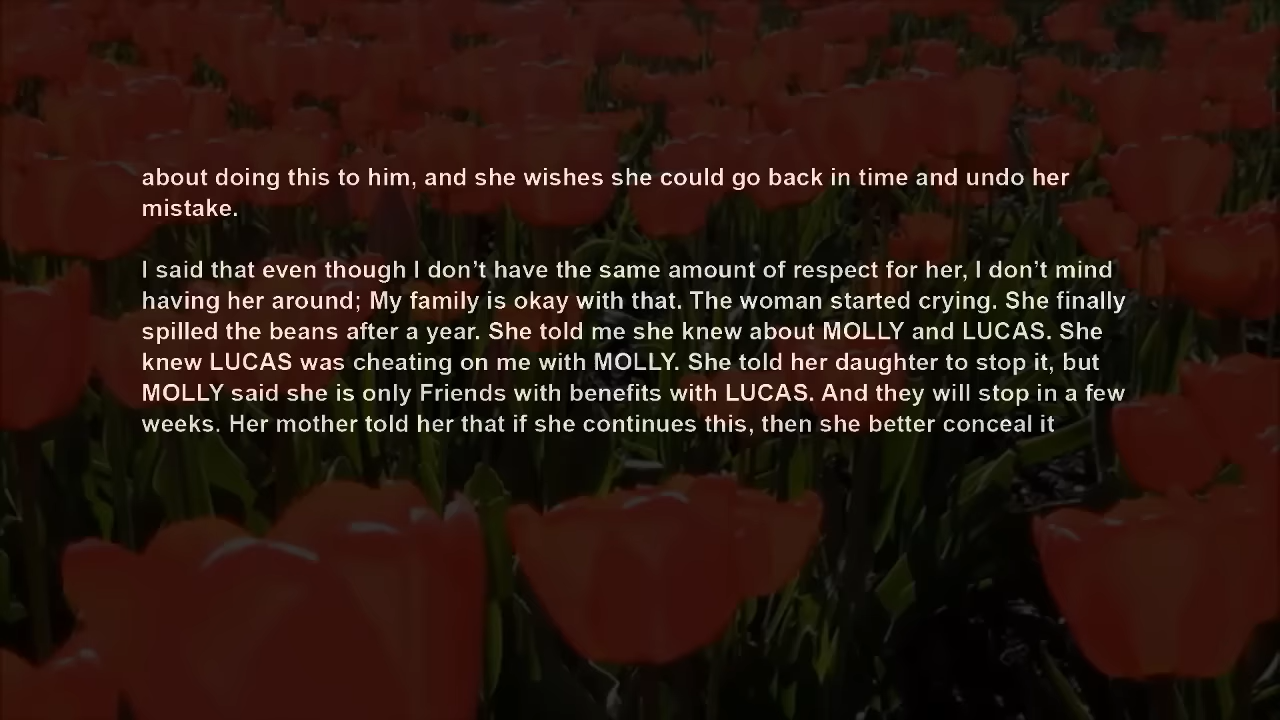 about doing this to him, and she wishes she could go back in time and undo her
mistake.
I said that even though I don’t have the same amount of respect for her, I don’t mind
having her around; My family is okay with that. The woman started crying. She finally
spilled the beans after a year. She told me she knew about MOLLY and LUCAS. She
knew LUCAS was cheating on me with MOLLY. She told her daughter to stop it, but
MOLLY said she is only Friends with benefits with LUCAS. And they will stop in a few
weeks. Her mother told her that if she continues this, then she better conceal it